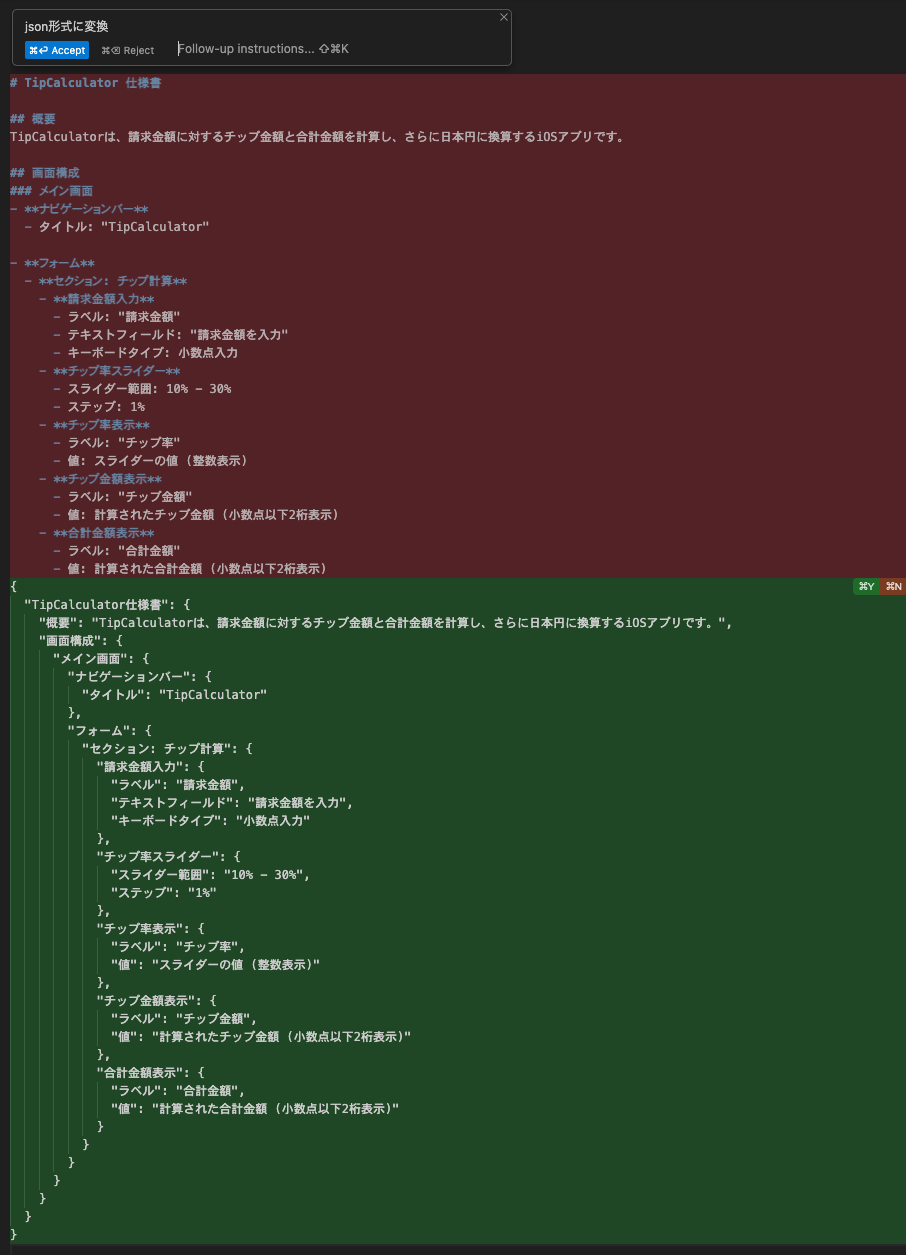 json形式に変換
⌘⏎ Accept ⌘⌫ Reject Follow-up instructions... ⇧⌘K
# TipCalculator 仕様書
## 概要
TipCalculatorは、請求金額に対するチップ金額と合計金額を計算し、さらに日本円に換算するiOSアプリです。
## 画面構成
### メイン画面
- **ナビゲーションバー**
  - タイトル: "TipCalculator"
- **フォーム**
  - **セクション: チップ計算**
    - **請求金額入力**
      - ラベル: "請求金額"
      - テキストフィールド: "請求金額を入力"
      - キーボードタイプ: 小数点入力
    - **チップ率スライダー**
      - スライダー範囲: 10% - 30%
      - ステップ: 1%
    - **チップ率表示**
      - ラベル: "チップ率"
      - 値: スライダーの値 (整数表示)
    - **チップ金額表示**
      - ラベル: "チップ金額"
      - 値: 計算されたチップ金額 (小数点以下2桁表示)
    - **合計金額表示**
      - ラベル: "合計金額"
      - 値: 計算された合計金額 (小数点以下2桁表示)
{ ⌘Y ⌘N
  "TipCalculator仕様書": {
    "概要": "TipCalculatorは、請求金額に対するチップ金額と合計金額を計算し、さらに日本円に換算するiOSアプリです。",
    "画面構成": {
      "メイン画面": {
        "ナビゲーションバー": {
          "タイトル": "TipCalculator"
        },
        "フォーム": {
          "セクション: チップ計算": {
            "請求金額入力": {
              "ラベル": "請求金額",
              "テキストフィールド": "請求金額を入力",
              "キーボードタイプ": "小数点入力"
            },
            "チップ率スライダー": {
              "スライダー範囲": "10% - 30%",
              "ステップ": "1%"
            },
            "チップ率表示": {
              "ラベル": "チップ率",
              "値": "スライダーの値 (整数表示)"
            },
            "チップ金額表示": {
              "ラベル": "チップ金額",
              "値": "計算されたチップ金額 (小数点以下2桁表示)"
            },
            "合計金額表示": {
              "ラベル": "合計金額",
              "値": "計算された合計金額 (小数点以下2桁表示)"
            }
          }
        }
      }
    }
  }
}